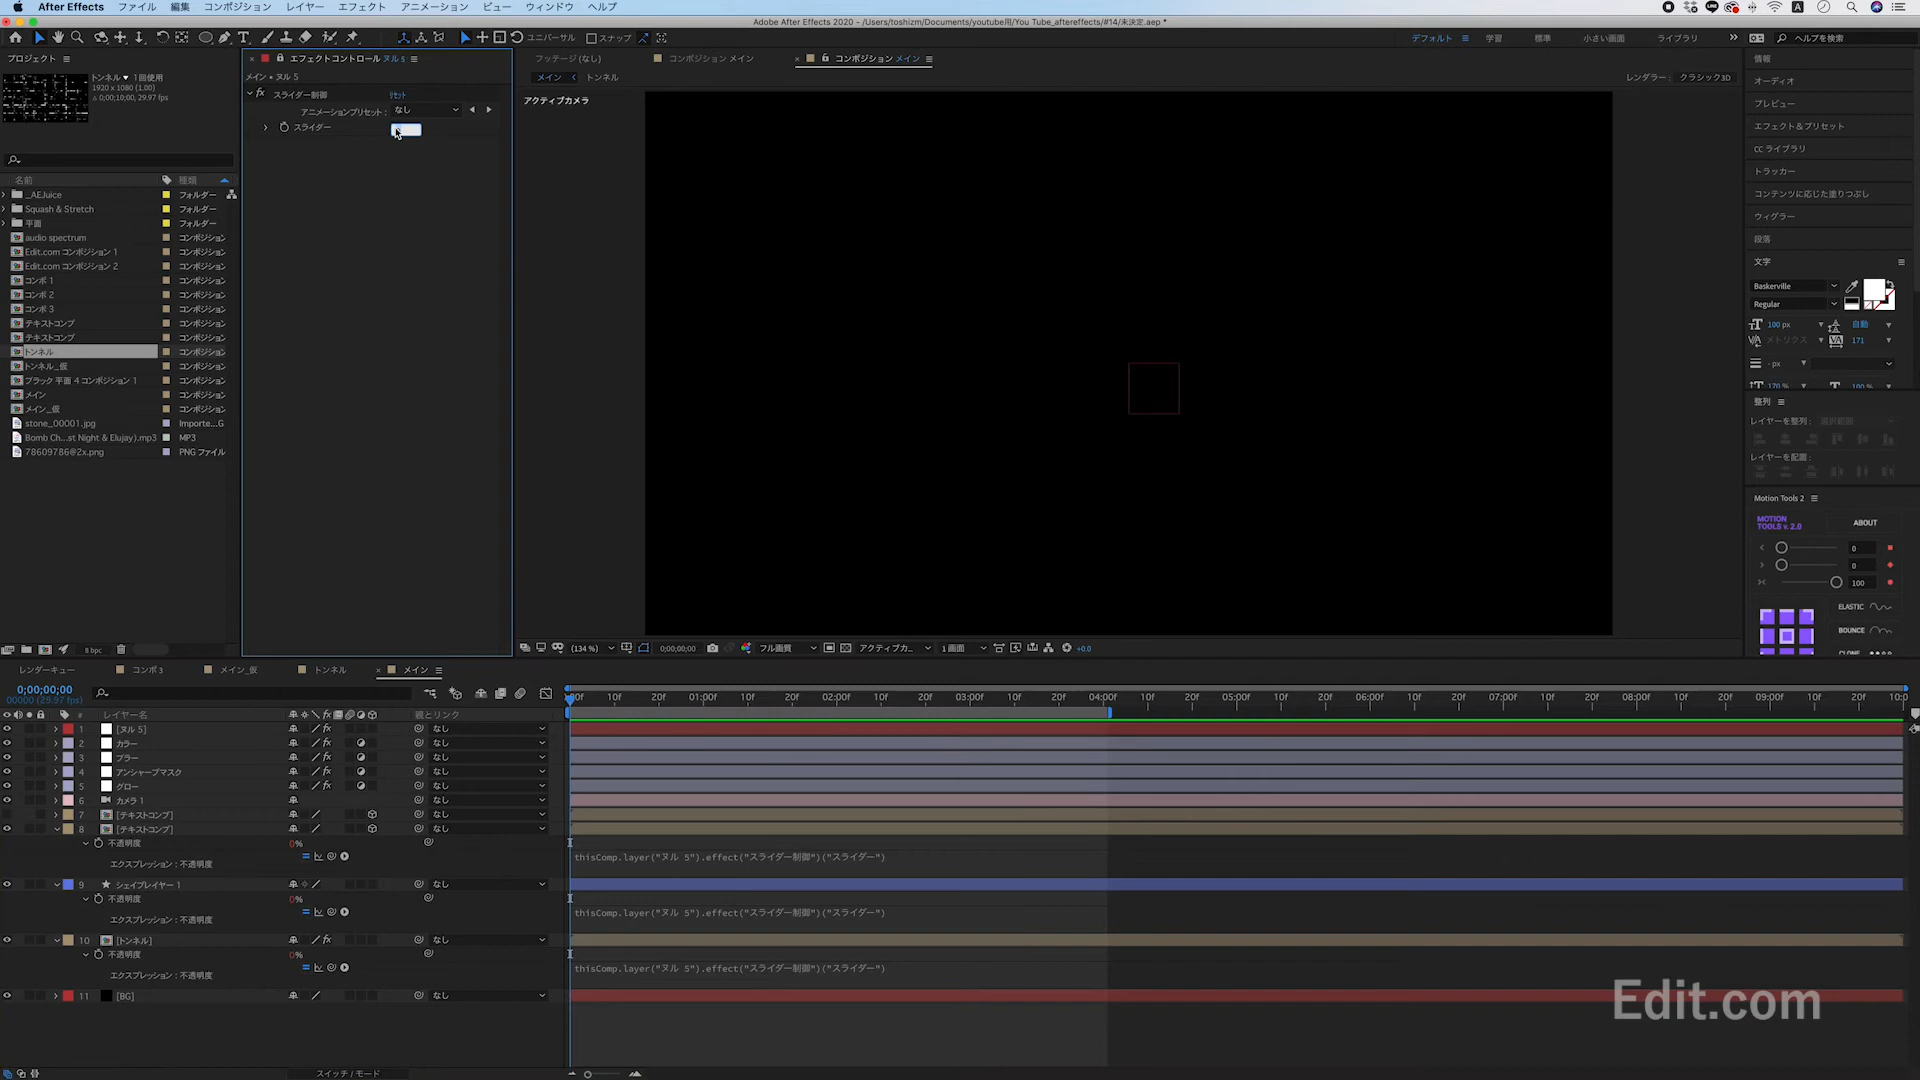 After Effects ファイル 編集 コンポジション レイヤー エフェクト アニメーション ビュー ウィンドウ ヘルプ
Adobe After Effects 2020 - /Users/toshizm/Documents/youtube用/You Tube_aftereffects/#14/未決定.aep *
ユニバーサル スナップ デフォルト 学習 標準 小さい画面 ライブラリ ヘルプを検索
プロジェクト
トンネル ▼ 1 回使用
1920 x 1080 (1.00)
Δ 0;00;10;00, 29.97 fps
名前 種類
_AEJuice フォルダー
Squash & Stretch フォルダー
平面 フォルダー
audio spectrum コンポジション
Edit.com コンポジション 1 コンポジション
Edit.com コンポジション 2 コンポジション
コンポ 1 コンポジション
コンポ 2 コンポジション
コンポ 3 コンポジション
テキストコンプ コンポジション
テキストコンプ コンポジション
トンネル コンポジション
トンネル_仮 コンポジション
ブラック 平面 4 コンポジション 1 コンポジション
メイン コンポジション
メイン_仮 コンポジション
stone_00001.jpg Importe...G
Bomb Ch...st Night & Elujay).mp3 MP3
78609786@2x.png PNG ファイル
8 bpc
エフェクトコントロール ヌル 5
メイン • ヌル 5
fx スライダー制御 リセット
アニメーションプリセット : なし
スライダー
フッテージ (なし) コンポジション メイン コンポジション メイン
メイン トンネル レンダラー : クラシック3D
アクティブカメラ
(134 %) 0;00;00;00 フル画質 アクティブカ... 1 画面 +0.0
情報
オーディオ
プレビュー
エフェクト&プリセット
CC ライブラリ
トラッカー
コンテンツに応じた塗りつぶし
ウィグラー
段落
文字
Baskerville
Regular
100 px 自動
メトリクス 171
- px
170 % 100 %
整列
レイヤーを整列 : 選択範囲
レイヤーを配置 :
Motion Tools 2
MOTION TOOLS v. 2.0 ABOUT
0
0
100
ELASTIC
BOUNCE
CLONE
レンダーキュー コンポ 3 メイン_仮 トンネル メイン
0;00;00;00
00000 (29.97 fps)
:00f 10f 20f 01:00f 10f 20f 02:00f 10f 20f 03:00f 10f 20f 04:00f 10f 20f 05:00f 10f 20f 06:00f 10f 20f 07:00f 10f 20f 08:00f 10f 20f 09:00f 10f 20f 10:0
# レイヤー名 親とリンク
1 [ヌル 5] なし
2 カラー なし
3 ブラー なし
4 アンシャープマスク なし
5 グロー なし
6 カメラ 1 なし
7 [テキストコンプ] なし
8 [テキストコンプ] なし
不透明度 0%
エクスプレッション : 不透明度 thisComp.layer("ヌル 5").effect("スライダー制御")("スライダー")
9 シェイプレイヤー 1 なし
不透明度 0%
エクスプレッション : 不透明度 thisComp.layer("ヌル 5").effect("スライダー制御")("スライダー")
10 [トンネル] なし
不透明度 0%
エクスプレッション : 不透明度 thisComp.layer("ヌル 5").effect("スライダー制御")("スライダー")
11 [BG] なし
スイッチ / モード
Edit.com